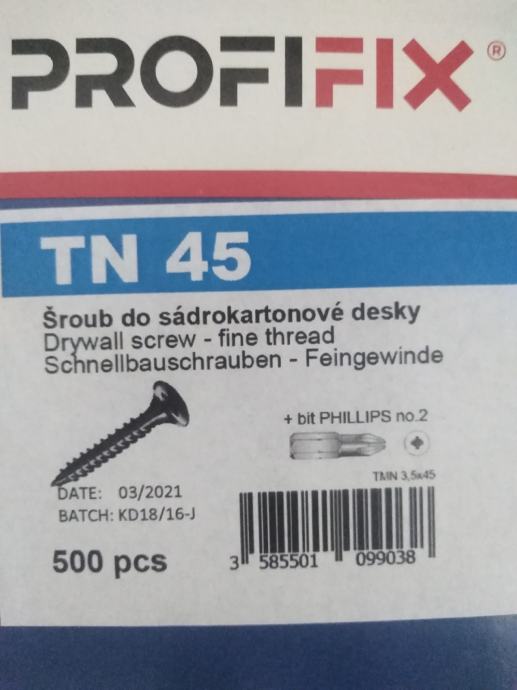 PROFIFIX®
TN 45
Šroub do sádrokartonové desky
Drywall screw - fine thread
Schnellbauschrauben - Feingewinde
+ bit PHILLIPS no.2
TMN 3,5x45
DATE: 03/2021
BATCH: KD18/16-J
500 pcs
3 585501 099038